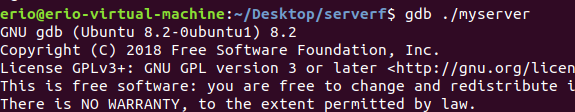 erio@erio-virtual-machine:~/Desktop/serverf$ gdb ./myserver
GNU gdb (Ubuntu 8.2-0ubuntu1) 8.2
Copyright (C) 2018 Free Software Foundation, Inc.
License GPLv3+: GNU GPL version 3 or later <http://gnu.org/licen
This is free software: you are free to change and redistribute i
There is NO WARRANTY, to the extent permitted by law.